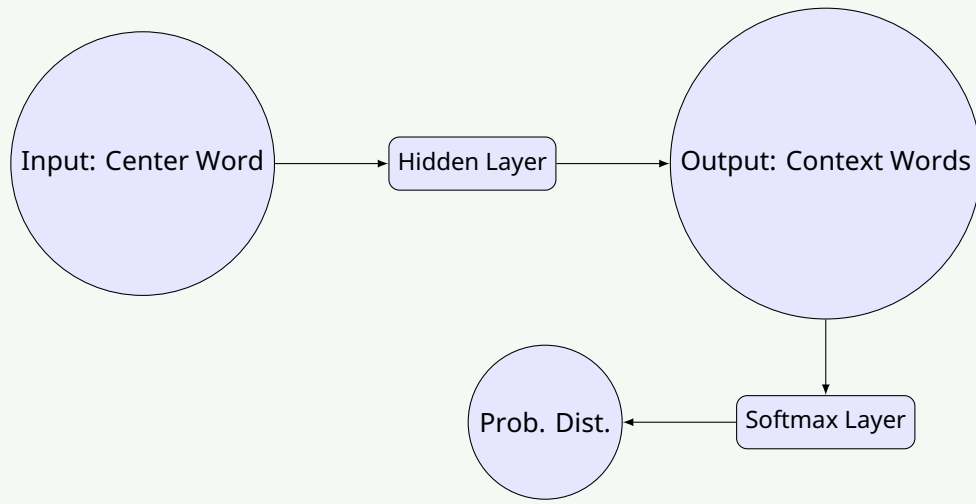 Input: Center Word
Hidden Layer
Output: Context Words
Softmax Layer
Prob. Dist.